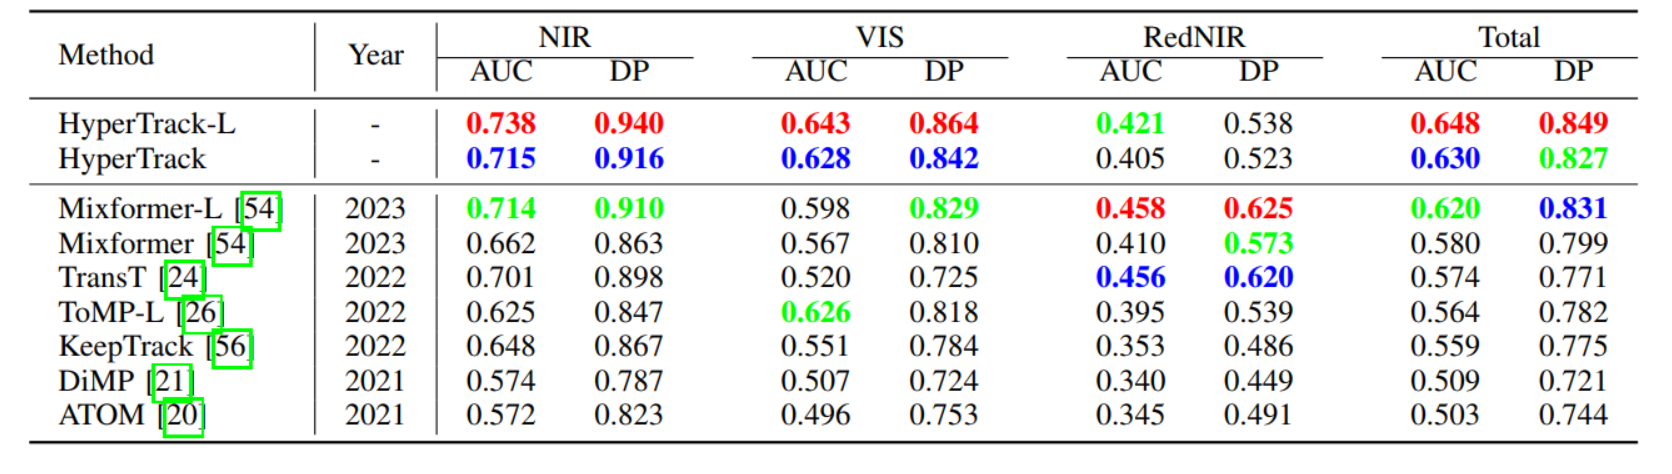 Method Year NIR VIS RedNIR Total
AUC DP AUC DP AUC DP AUC DP
HyperTrack-L - 0.738 0.940 0.643 0.864 0.421 0.538 0.648 0.849
HyperTrack - 0.715 0.916 0.628 0.842 0.405 0.523 0.630 0.827
Mixformer-L [54] 2023 0.714 0.910 0.598 0.829 0.458 0.625 0.620 0.831
Mixformer [54] 2023 0.662 0.863 0.567 0.810 0.410 0.573 0.580 0.799
TransT [24] 2022 0.701 0.898 0.520 0.725 0.456 0.620 0.574 0.771
ToMP-L [26] 2022 0.625 0.847 0.626 0.818 0.395 0.539 0.564 0.782
KeepTrack [56] 2022 0.648 0.867 0.551 0.784 0.353 0.486 0.559 0.775
DiMP [21] 2021 0.574 0.787 0.507 0.724 0.340 0.449 0.509 0.721
ATOM [20] 2021 0.572 0.823 0.496 0.753 0.345 0.491 0.503 0.744